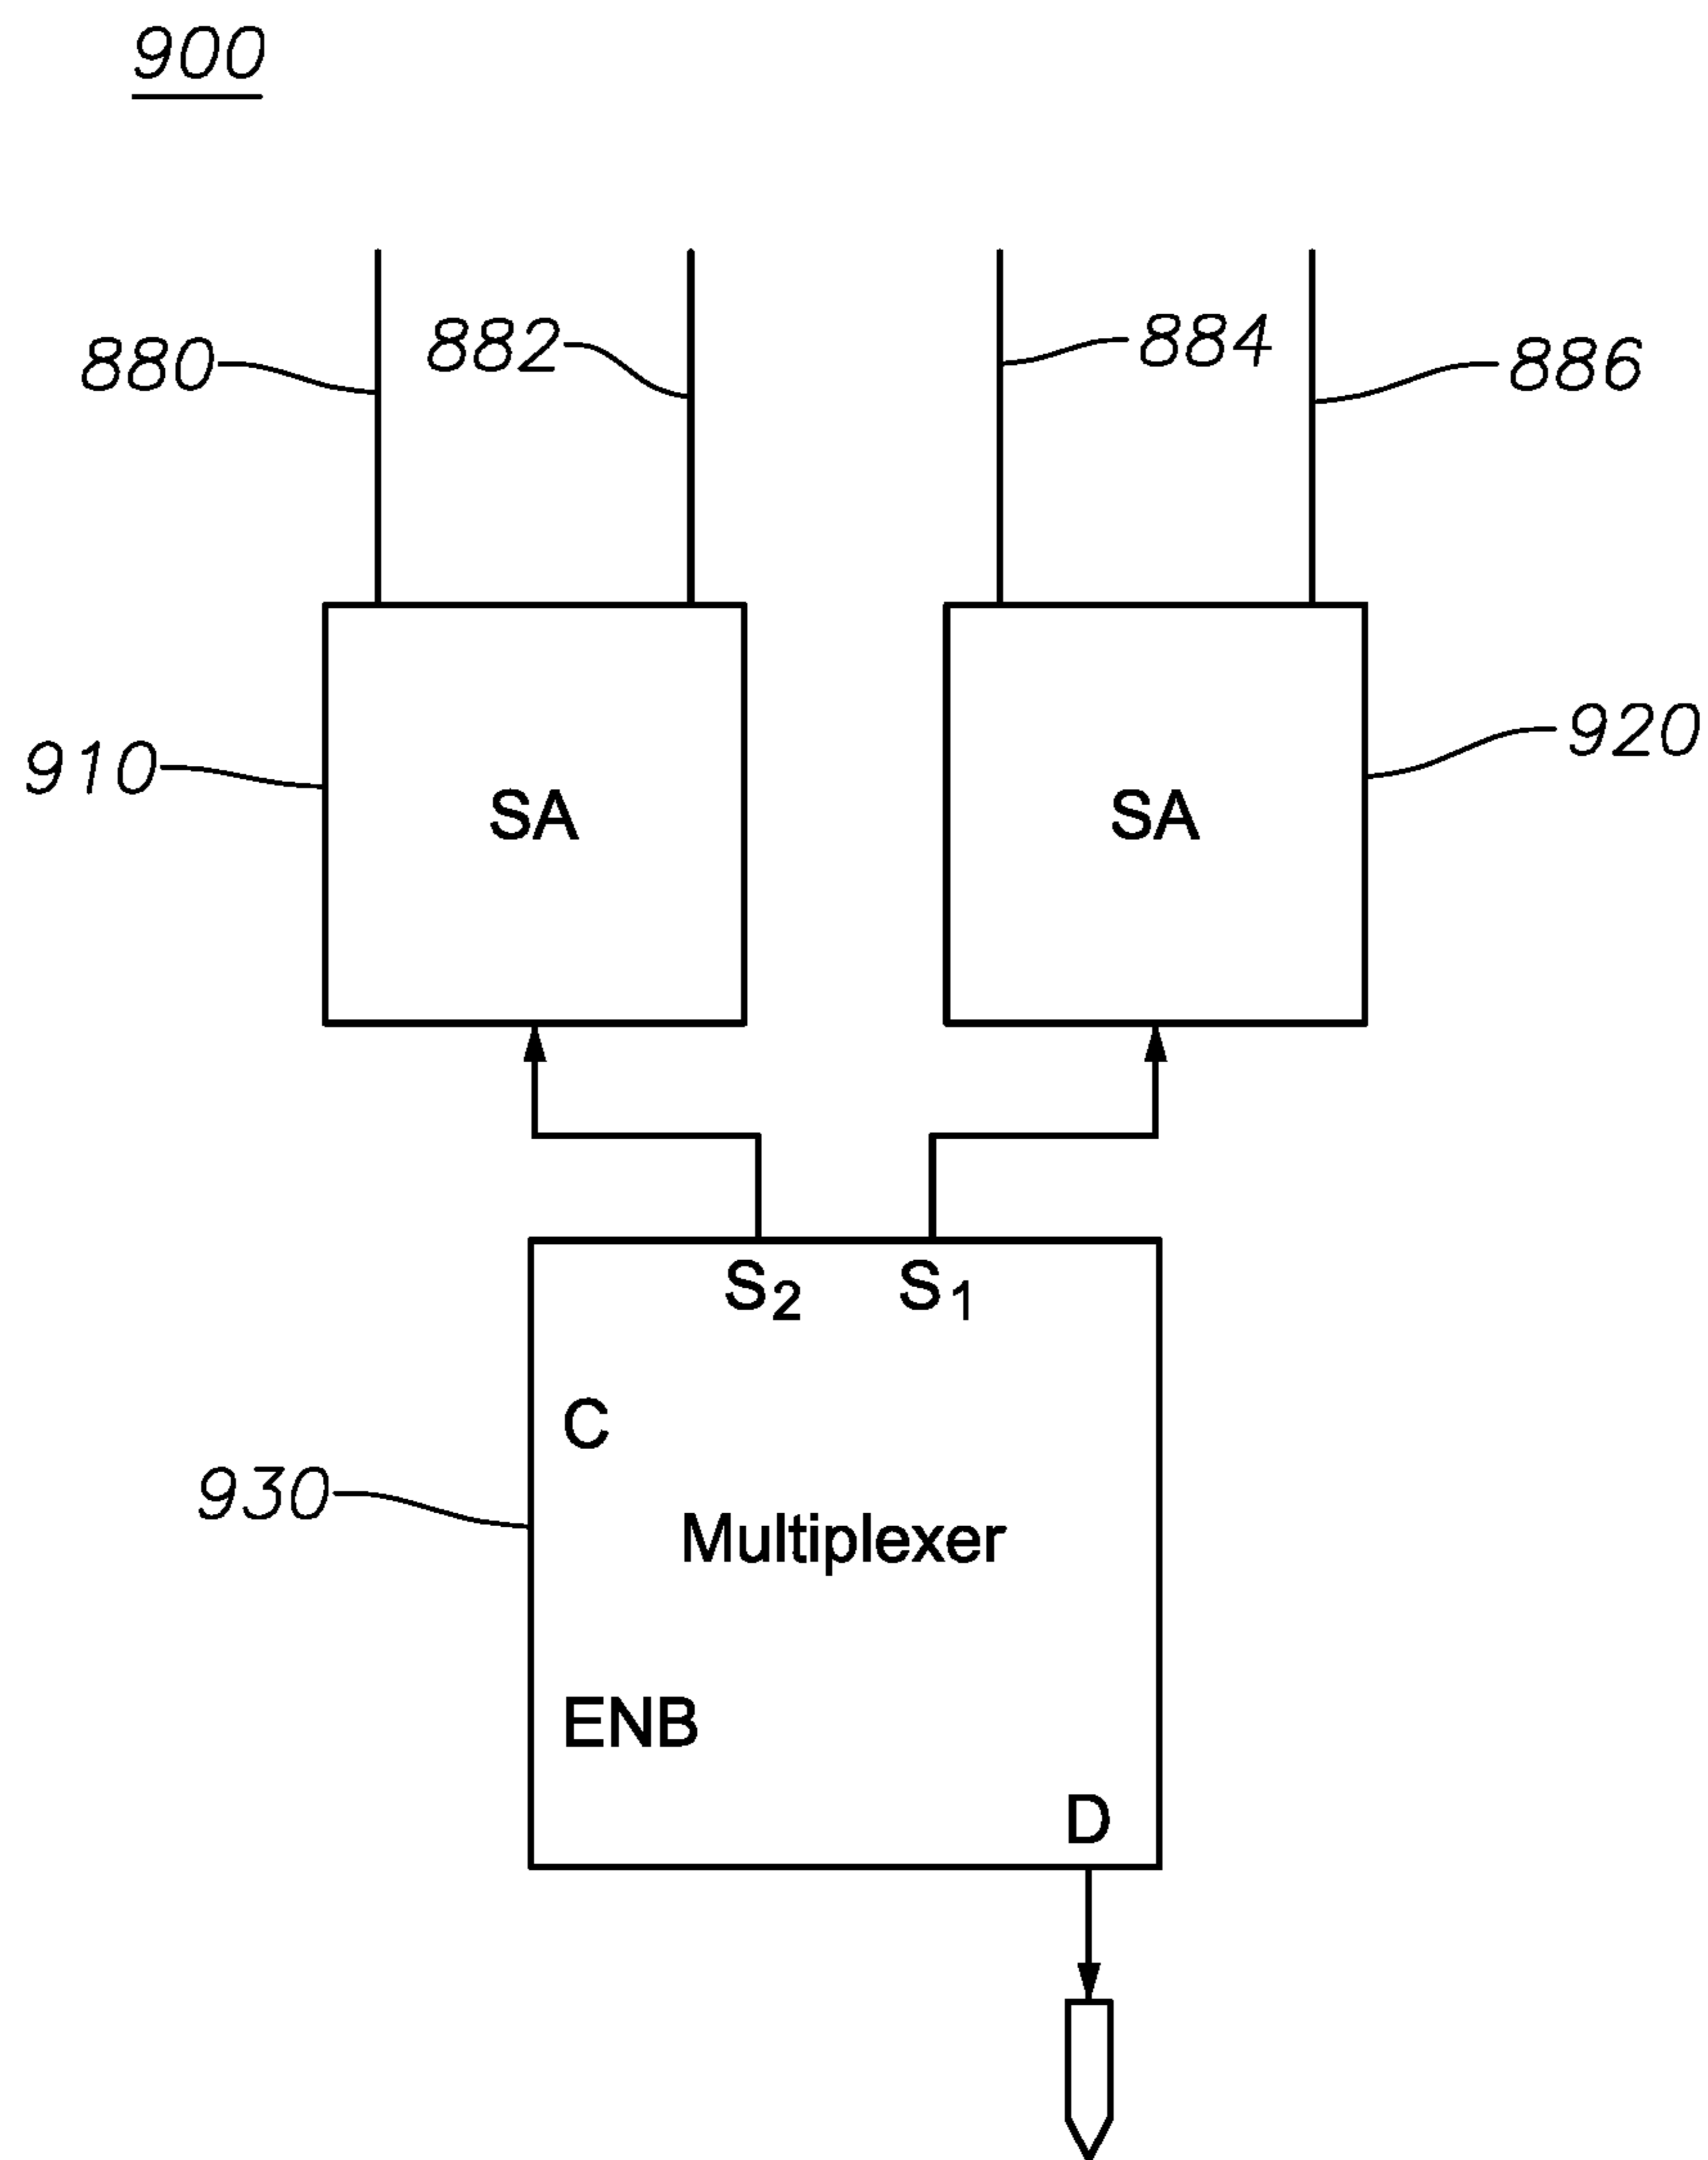 900
880
882
884
886
910
SA
SA
920
S2
S1
C
930
Multiplexer
ENB
D